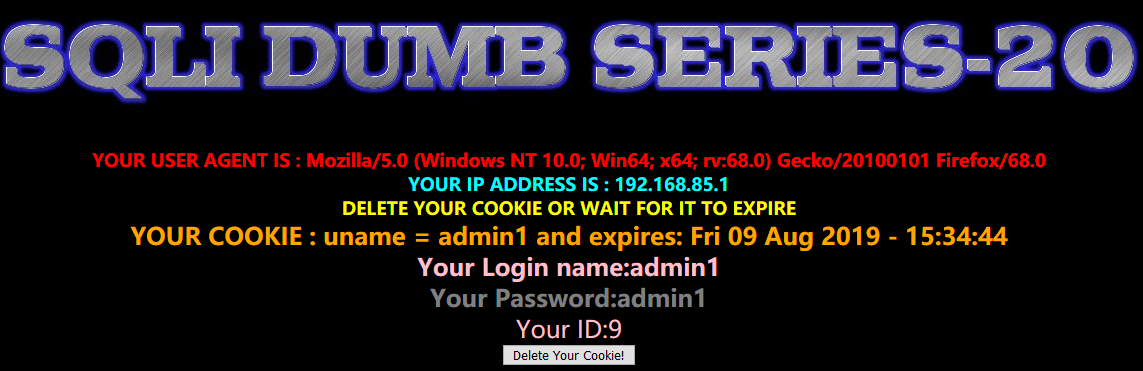 SQLI DUMB SERIES-20
YOUR USER AGENT IS : Mozilla/5.0 (Windows NT 10.0; Win64; x64; rv:68.0) Gecko/20100101 Firefox/68.0
YOUR IP ADDRESS IS : 192.168.85.1
DELETE YOUR COOKIE OR WAIT FOR IT TO EXPIRE
YOUR COOKIE : uname = admin1 and expires: Fri 09 Aug 2019 - 15:34:44
Your Login name:admin1
Your Password:admin1
Your ID:9
Delete Your Cookie!